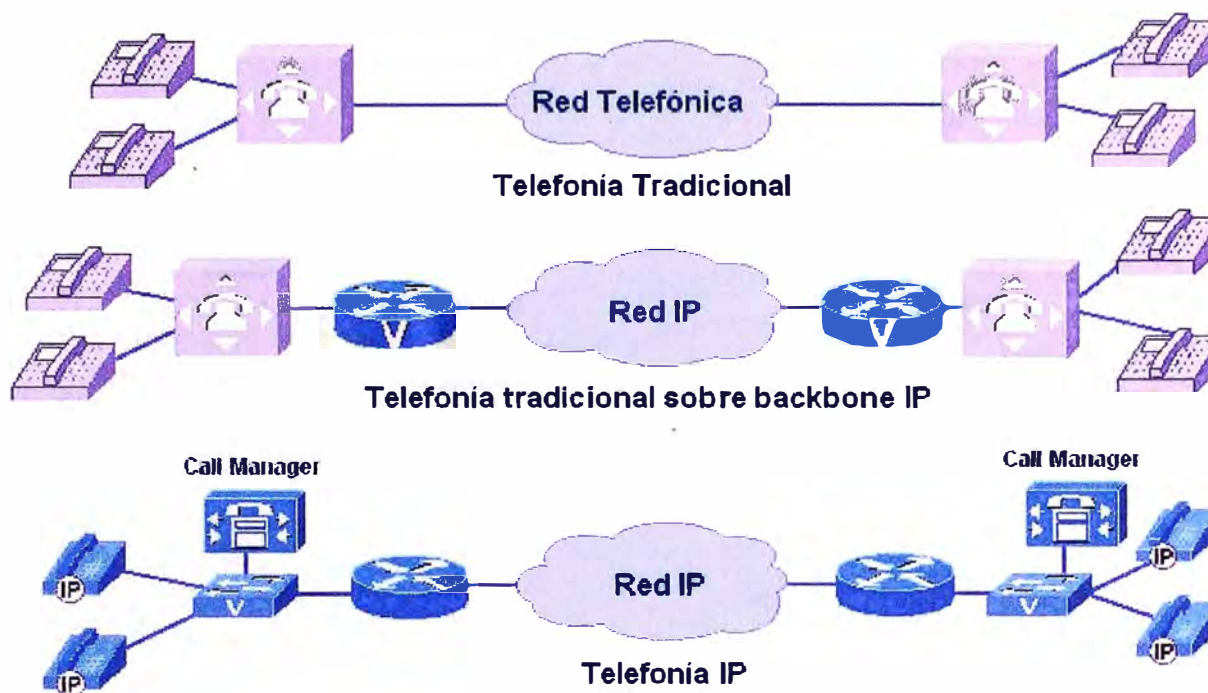 Red Telefónica
Telefonía Tradicional
V
Red IP
V
Telefonía tradicional sobre backbone IP
Call Manager
Call Manager
IP
IP
V
Red IP
V
IP
IP
Telefonía IP